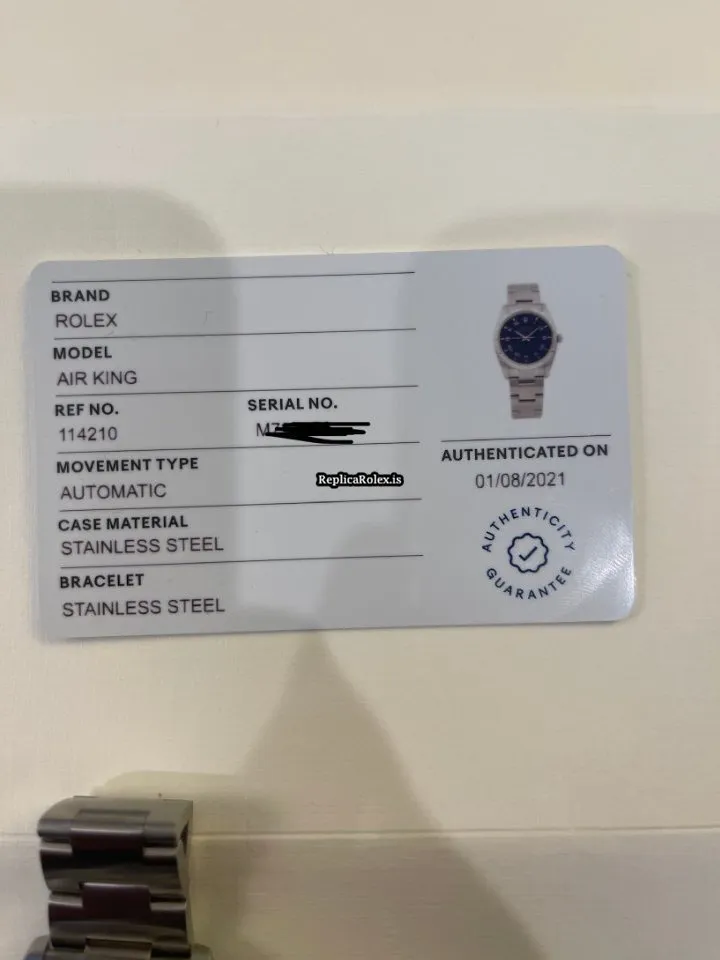 BRAND
ROLEX
MODEL
AIR KING
REF NO.
114210
SERIAL NO.
MOVEMENT TYPE
AUTOMATIC
CASE MATERIAL
STAINLESS STEEL
BRACELET
STAINLESS STEEL
AUTHENTICATED ON
01/08/2021
AUTHENTICITY
GUARANTEE
ReplicaRolex.is